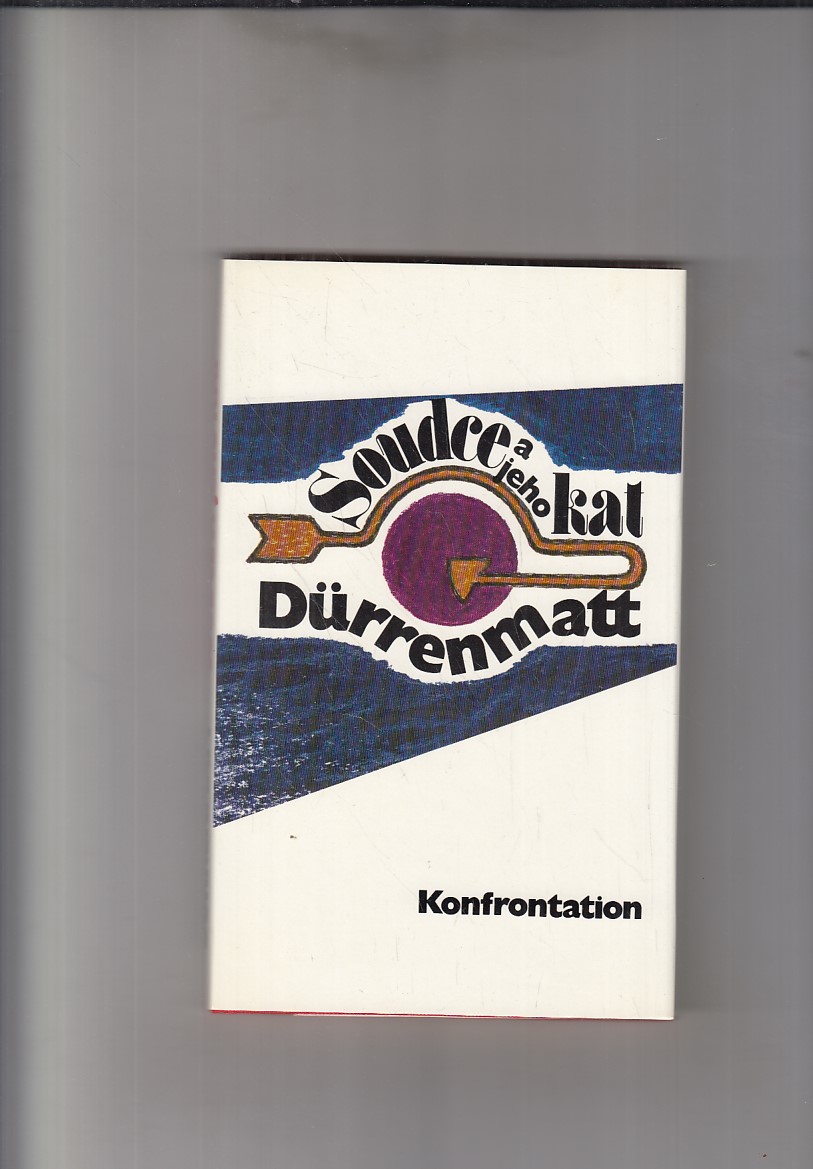 Soudce a jeho kat
Dürrenmatt
Konfrontation